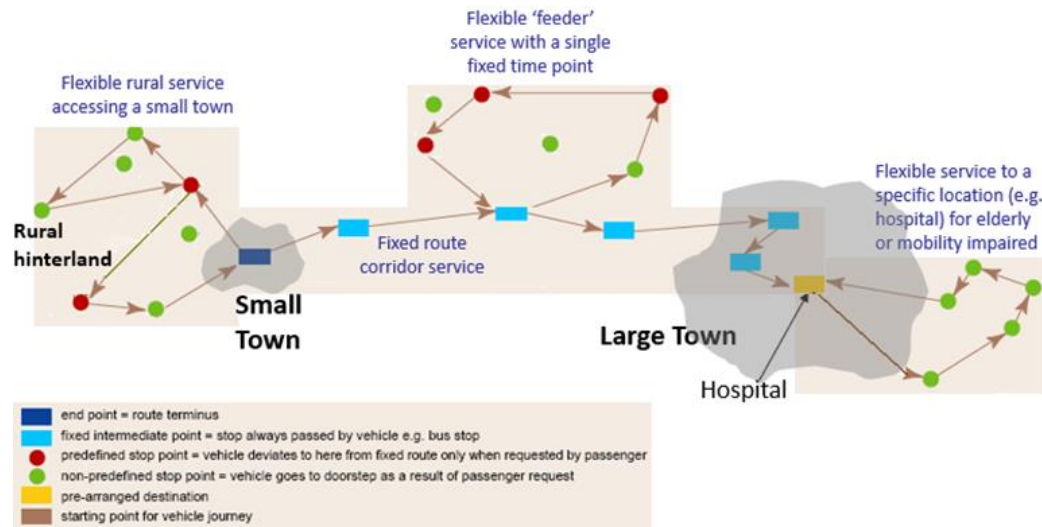 Flexible ‘feeder’
service with a single
fixed time point
Flexible rural service
accessing a small town
Flexible service to a
specific location (e.g.
hospital) for elderly
or mobility impaired
Rural
hinterland
Fixed route
corridor service
Small
Town
Large Town
Hospital
end point = route terminus
fixed intermediate point = stop always passed by vehicle e.g. bus stop
predefined stop point = vehicle deviates to here from fixed route only when requested by passenger
non-predefined stop point = vehicle goes to doorstep as a result of passenger request
pre-arranged destination
starting point for vehicle journey